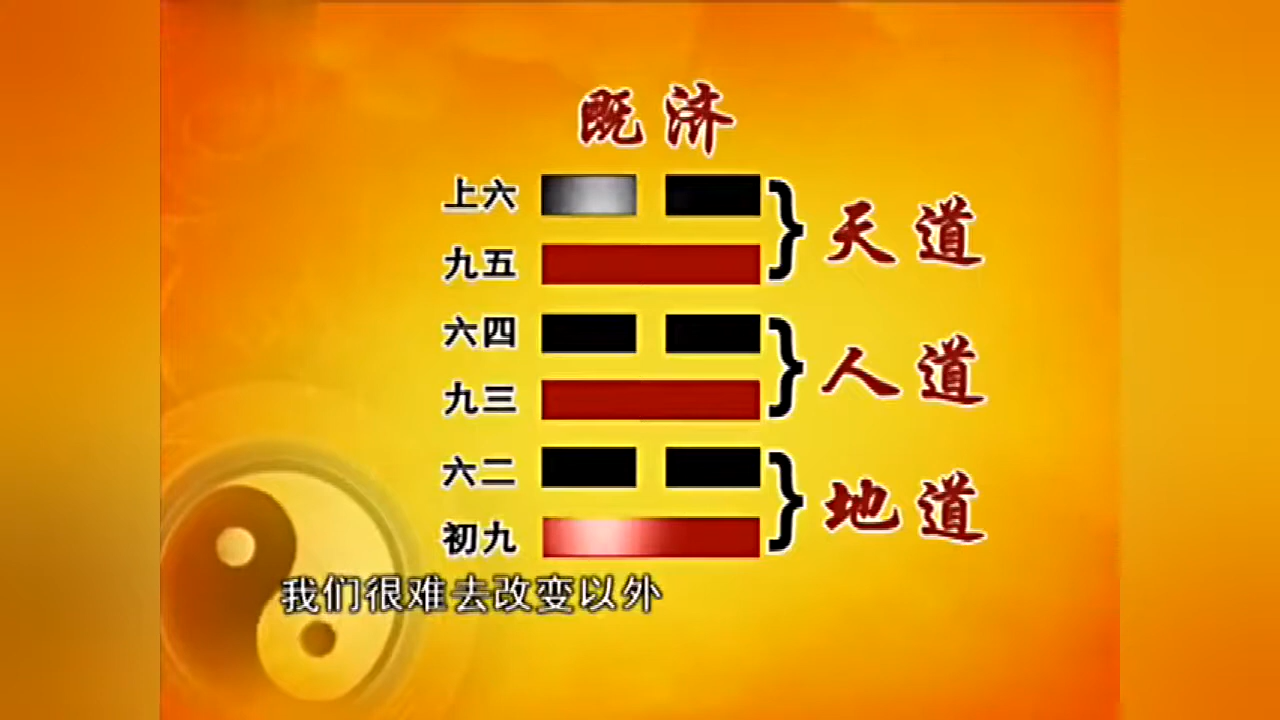 既济
上六
九五
天道
六四
九三
人道
六二
初九
地道
我们很难去改变以外